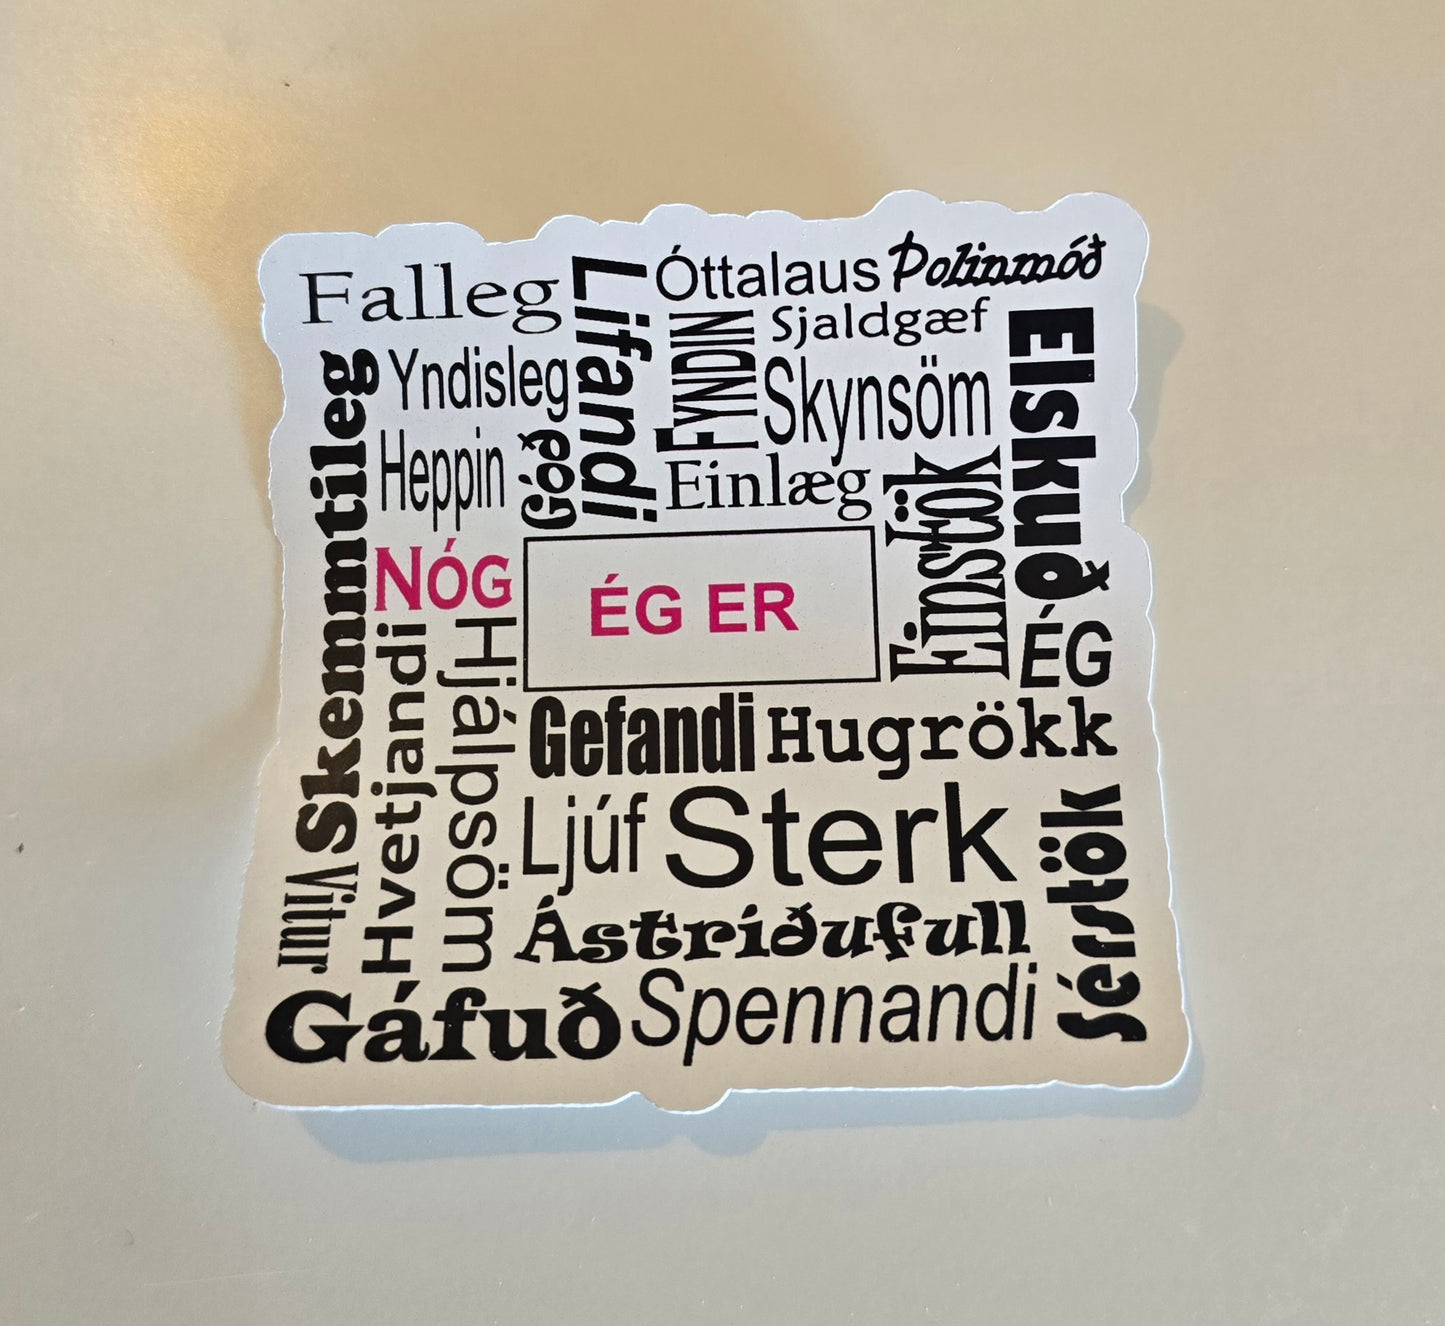 Falleg
Lifandi
Óttalaus
Þolinmóð
Sjaldgæf
FYNDIN
Elskuð
Skemmtileg
Yndisleg
Skynsöm
Heppin
Góð
Einlæg
Einstök
NÓG
ÉG ER
ÉG
Hvetjandi
Hjálpsöm
Gefandi
Hugrökk
Ljúf
Sterk
Sérstök
Vitur
Ástríðufull
Gáfuð
Spennandi